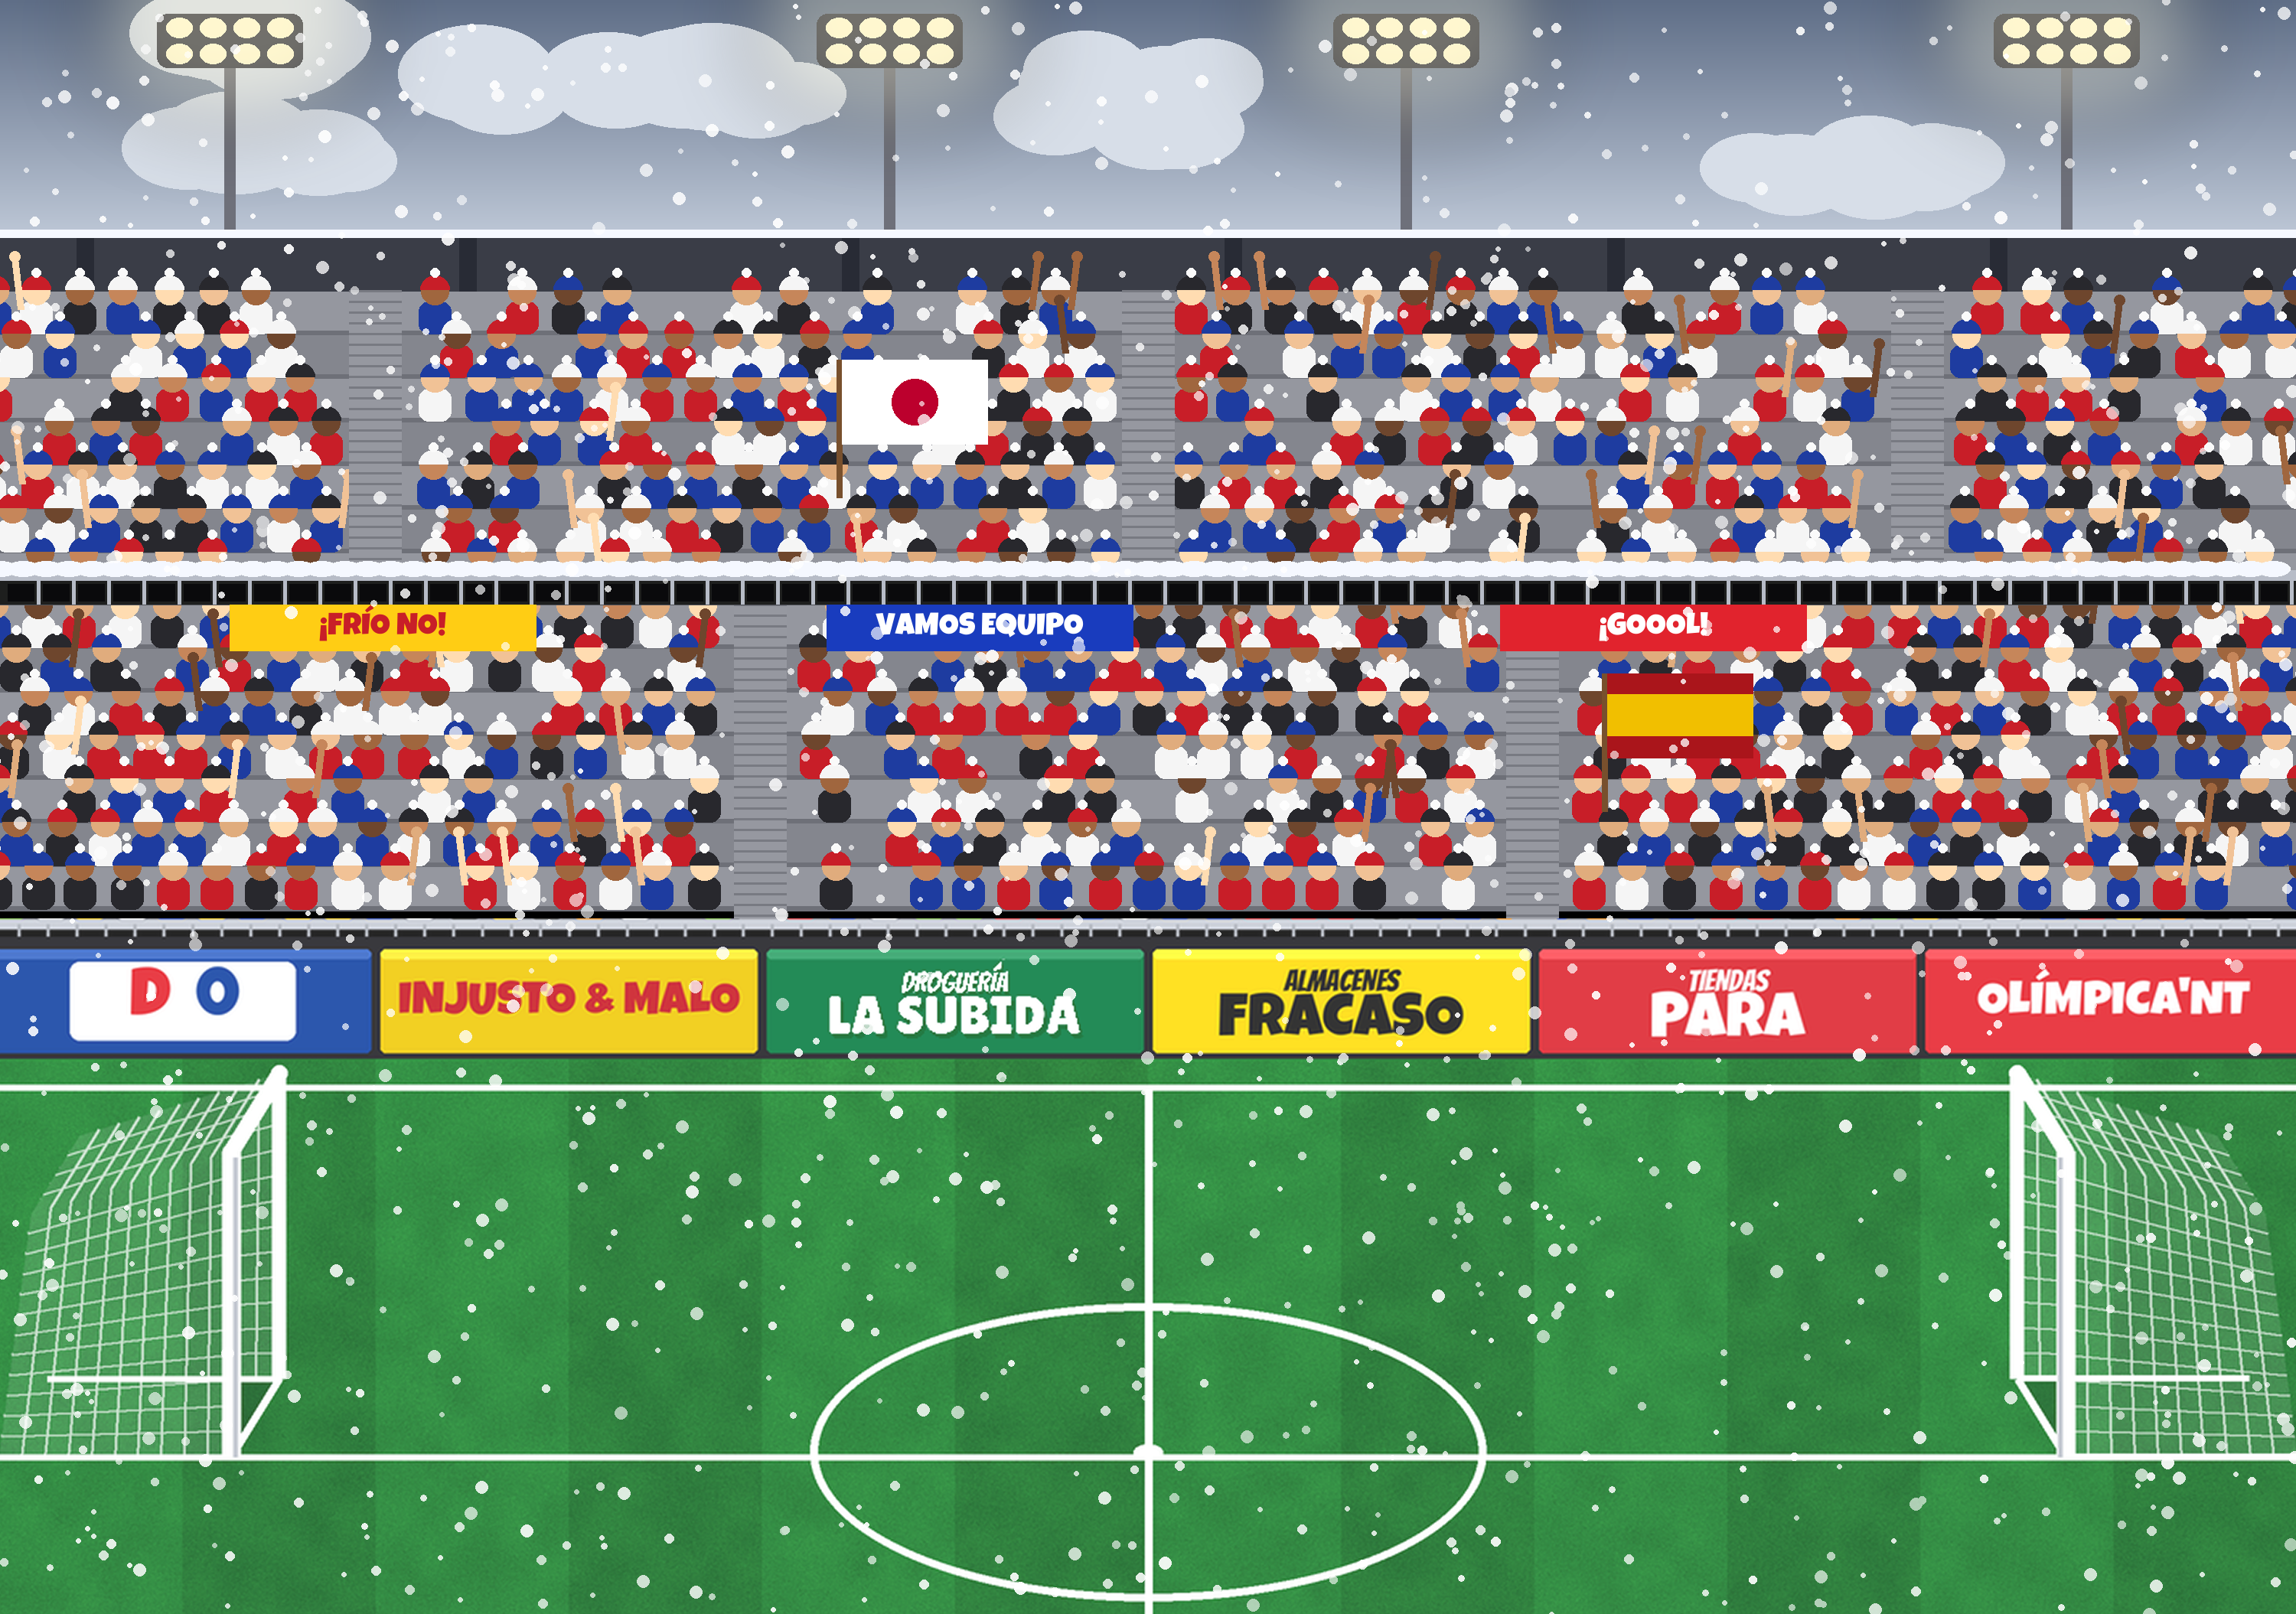 ¡FRÍO NO!
VAMOS EQUIPO
¡GOOOL!
D O
INJUSTO & MALO
DROGUERÍA
LA SUBIDA
ALMACENES
FRACASO
TIENDAS
PARA
OLÍMPICA'NT